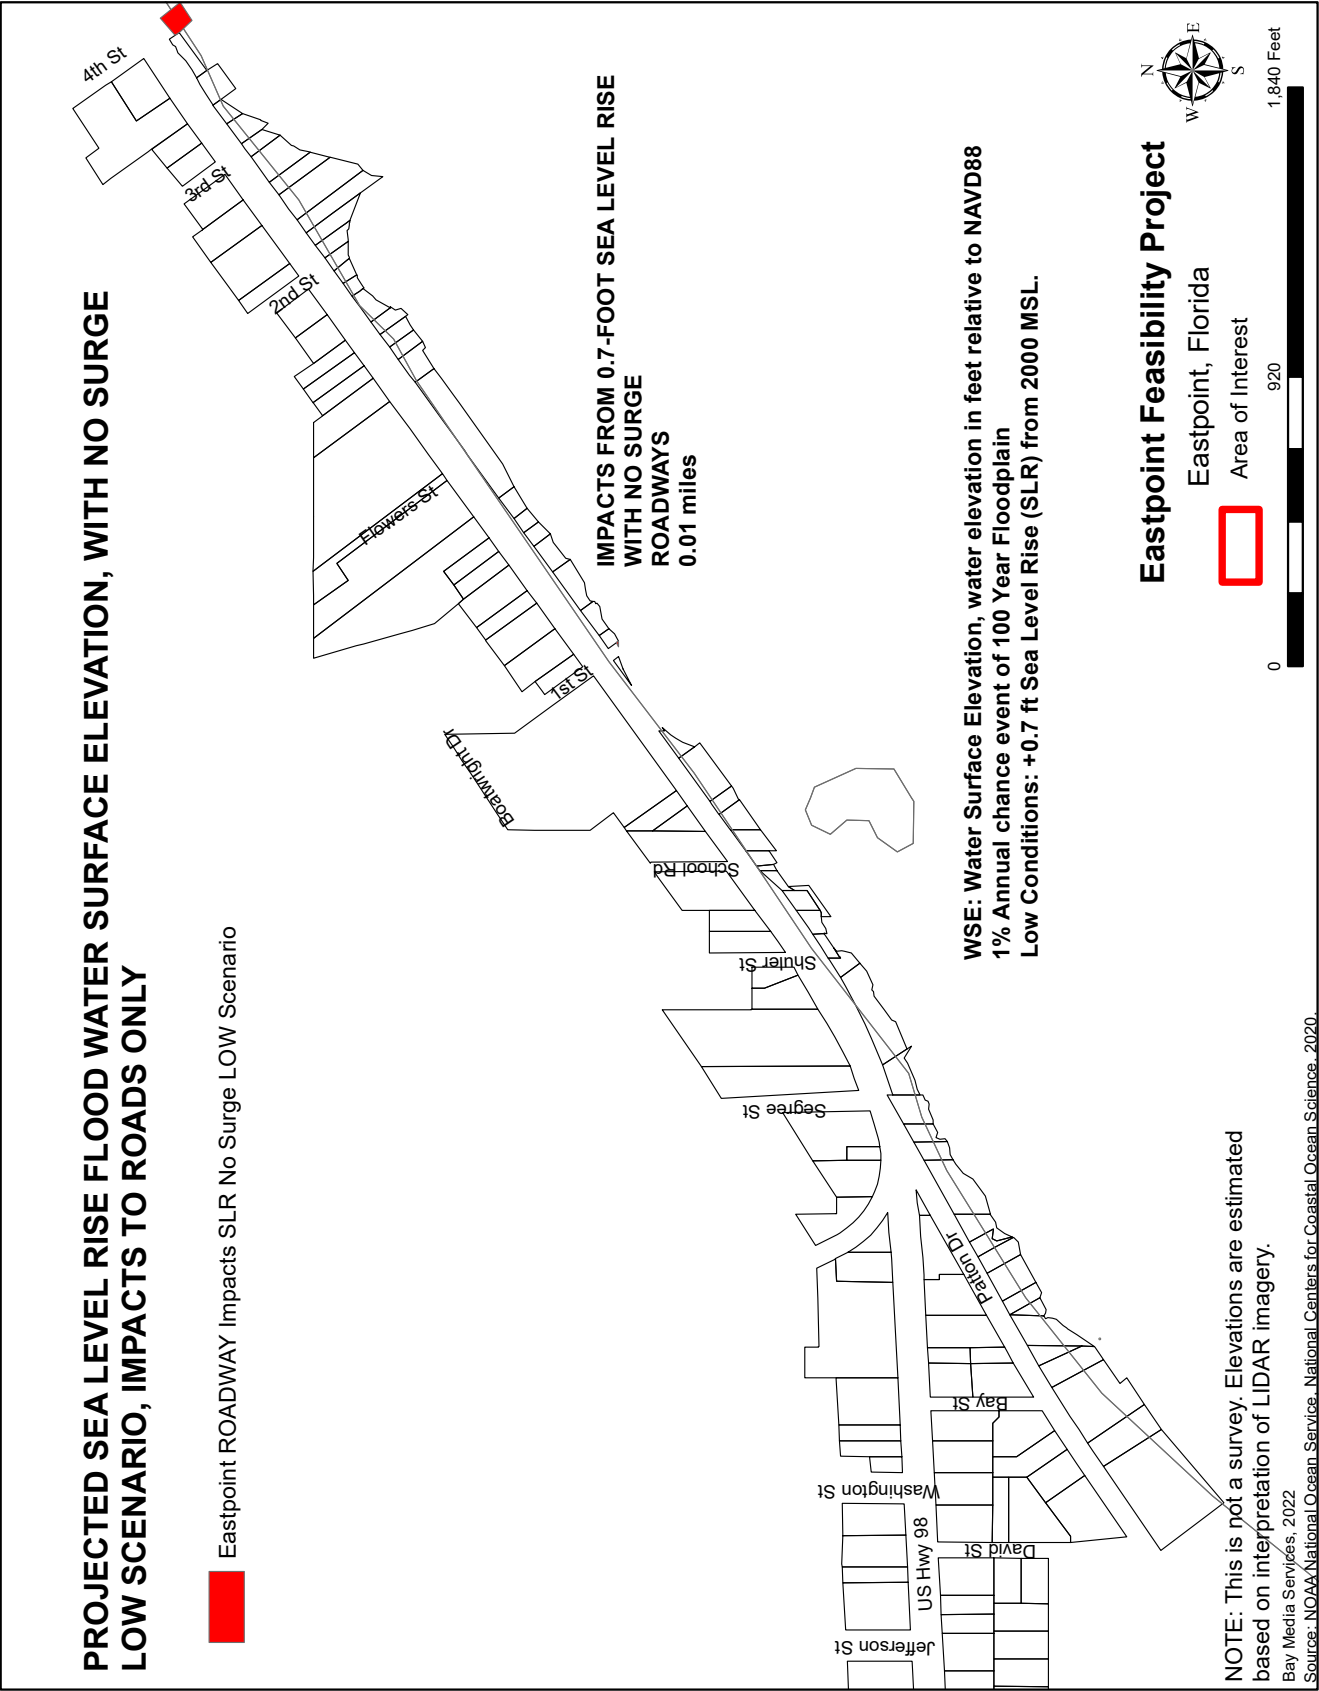 PROJECTED SEA LEVEL RISE FLOOD WATER SURFACE ELEVATION, WITH NO SURGE
LOW SCENARIO, IMPACTS TO ROADS ONLY
Eastpoint ROADWAY Impacts SLR No Surge LOW Scenario
4th St
3rd St
2nd St
Flowers St
1st St
Boatwright Dr
School Rd
Shuler St
Segree St
Patton Dr
Bay St
Washington St
US Hwy 98
David St
Jefferson St
IMPACTS FROM 0.7-FOOT SEA LEVEL RISE
WITH NO SURGE
ROADWAYS
0.01 miles
WSE: Water Surface Elevation, water elevation in feet relative to NAVD88
1% Annual chance event of 100 Year Floodplain
Low Conditions: +0.7 ft Sea Level Rise (SLR) from 2000 MSL.
Eastpoint Feasibility Project
Eastpoint, Florida
Area of Interest
N
E
S
W
0
920
1,840 Feet
NOTE: This is not a survey. Elevations are estimated
based on interpretation of LIDAR imagery.
Bay Media Services, 2022
Source: NOAA National Ocean Service, National Centers for Coastal Ocean Science, 2020.